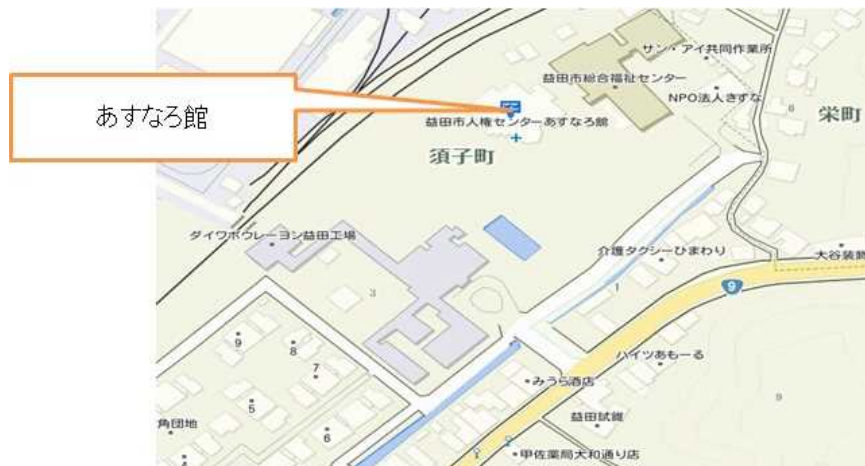 サン・アイ共同作業所
益田市総合福祉センター
NPO法人きずな
8
栄町
あすなろ館
益田市人権センターあすなろ館
須子町
ダイワボウレーヨン益田工場
介護タクシーひまわり
大谷装飾
3
1
9
9
8
7
ハイツあもーる
みうら酒店
5
9
益田試錐
角団地
6
甲佐薬局大和通り店